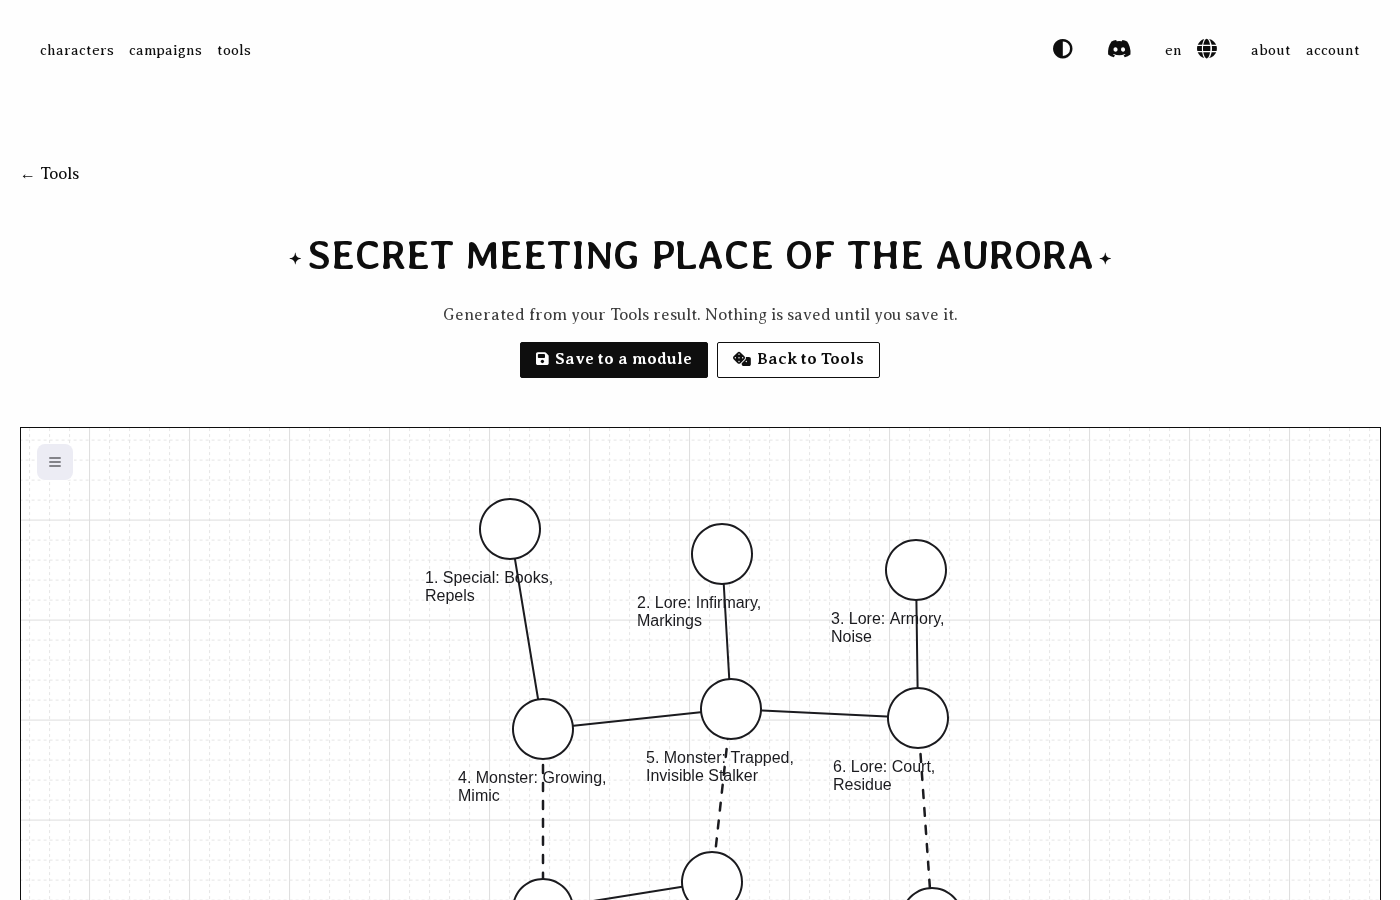 characters campaigns tools en about account
← Tools
SECRET MEETING PLACE OF THE AURORA
Generated from your Tools result. Nothing is saved until you save it.
Save to a module Back to Tools
1. Special: Books,
Repels
2. Lore: Infirmary,
Markings
3. Lore: Armory,
Noise
4. Monster: Growing,
Mimic
5. Monster: Trapped,
Invisible Stalker
6. Lore: Court,
Residue